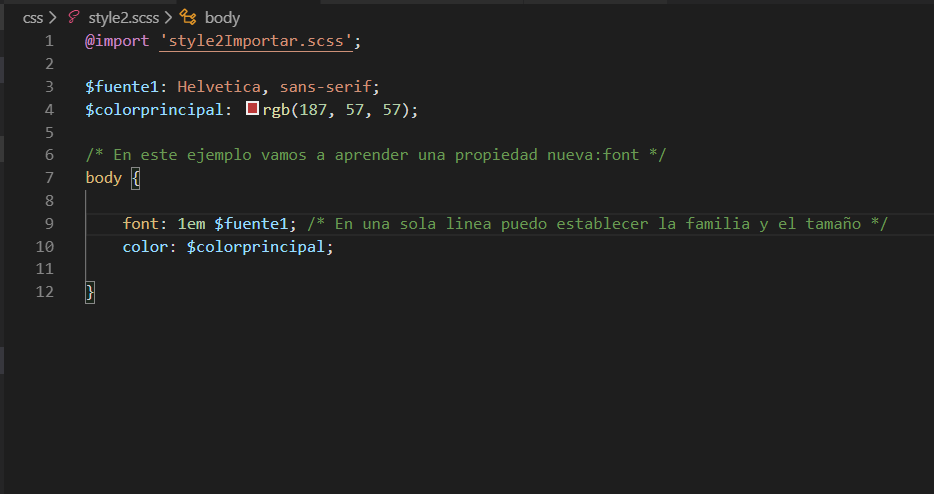 css > style2.scss > body
1 @import 'style2Importar.scss';
2
3 $fuente1: Helvetica, sans-serif;
4 $colorprincipal: rgb(187, 57, 57);
5
6 /* En este ejemplo vamos a aprender una propiedad nueva:font */
7 body {
8
9 font: 1em $fuente1; /* En una sola linea puedo establecer la familia y el tamaño */
10 color: $colorprincipal;
11
12 }